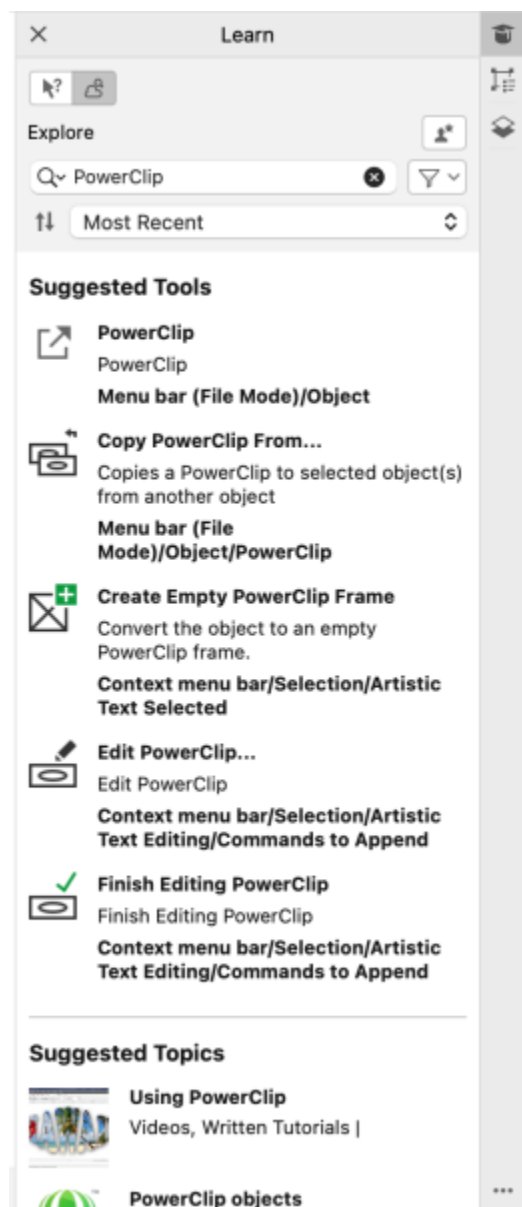 Learn
Explore
PowerClip
Most Recent
Suggested Tools
PowerClip
PowerClip
Menu bar (File Mode)/Object
Copy PowerClip From...
Copies a PowerClip to selected object(s)
from another object
Menu bar (File
Mode)/Object/PowerClip
Create Empty PowerClip Frame
Convert the object to an empty
PowerClip frame.
Context menu bar/Selection/Artistic
Text Selected
Edit PowerClip...
Edit PowerClip
Context menu bar/Selection/Artistic
Text Editing/Commands to Append
Finish Editing PowerClip
Finish Editing PowerClip
Context menu bar/Selection/Artistic
Text Editing/Commands to Append
Suggested Topics
Using PowerClip
Videos, Written Tutorials |
PowerClip objects